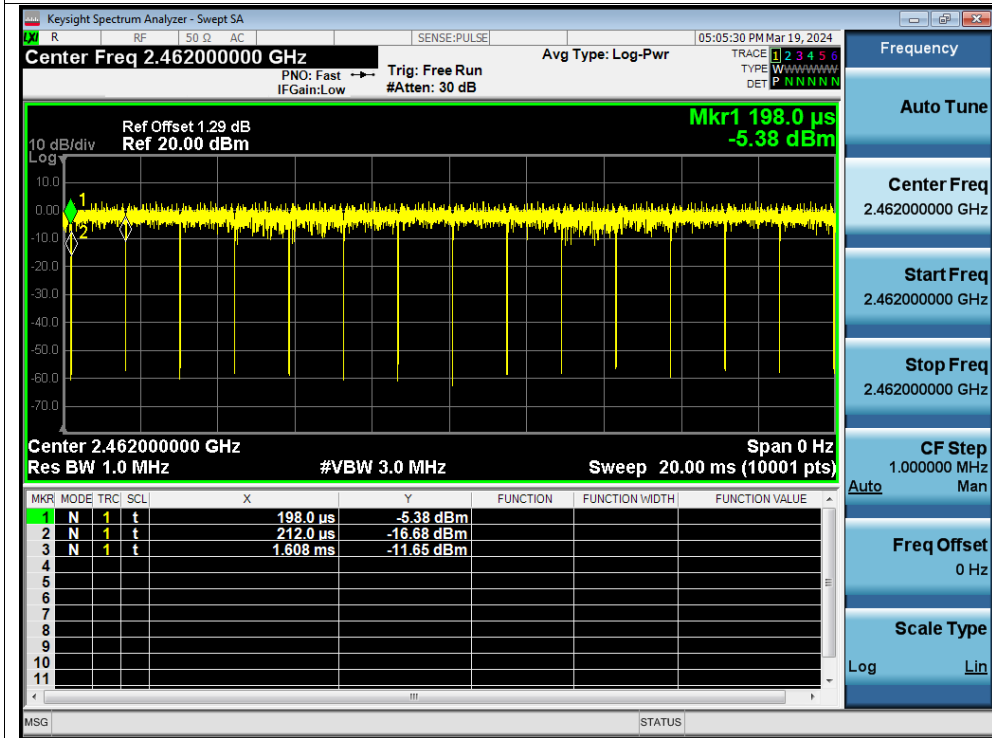 Keysight Spectrum Analyzer - Swept SA
LXI R RF 50 Ω AC SENSE:PULSE 05:05:30 PM Mar 19, 2024
Center Freq 2.462000000 GHz
Avg Type: Log-Pwr
TRACE 1 2 3 4 5 6
TYPE WWWWWW
DET P N N N N N
PNO: Fast
IFGain:Low
Trig: Free Run
#Atten: 30 dB
Mkr1 198.0 µs
-5.38 dBm
Ref Offset 1.29 dB
10 dB/div Ref 20.00 dBm
Log
10.0
0.00
-10.0
-20.0
-30.0
-40.0
-50.0
-60.0
-70.0
1
2
Center 2.462000000 GHz Span 0 Hz
Res BW 1.0 MHz #VBW 3.0 MHz Sweep 20.00 ms (10001 pts)
MKR MODE TRC SCL X Y FUNCTION FUNCTION WIDTH FUNCTION VALUE
1 N 1 t 198.0 µs -5.38 dBm
2 N 1 t 212.0 µs -16.68 dBm
3 N 1 t 1.608 ms -11.65 dBm
4
5
6
7
8
9
10
11
MSG STATUS
Frequency
Auto Tune
Center Freq
2.462000000 GHz
Start Freq
2.462000000 GHz
Stop Freq
2.462000000 GHz
CF Step
1.000000 MHz
Auto Man
Freq Offset
0 Hz
Scale Type
Log Lin